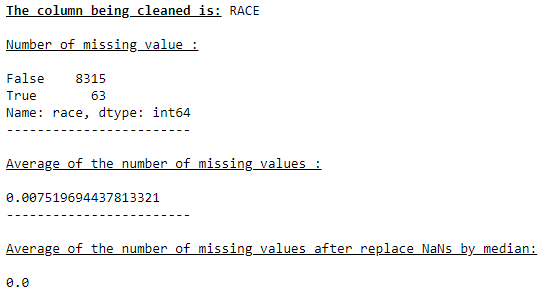 The column being cleaned is: RACE
Number of missing value :
False    8315
True       63
Name: race, dtype: int64
------------------------
Average of the number of missing values :
0.007519694437813321
------------------------
Average of the number of missing values after replace NaNs by median:
0.0